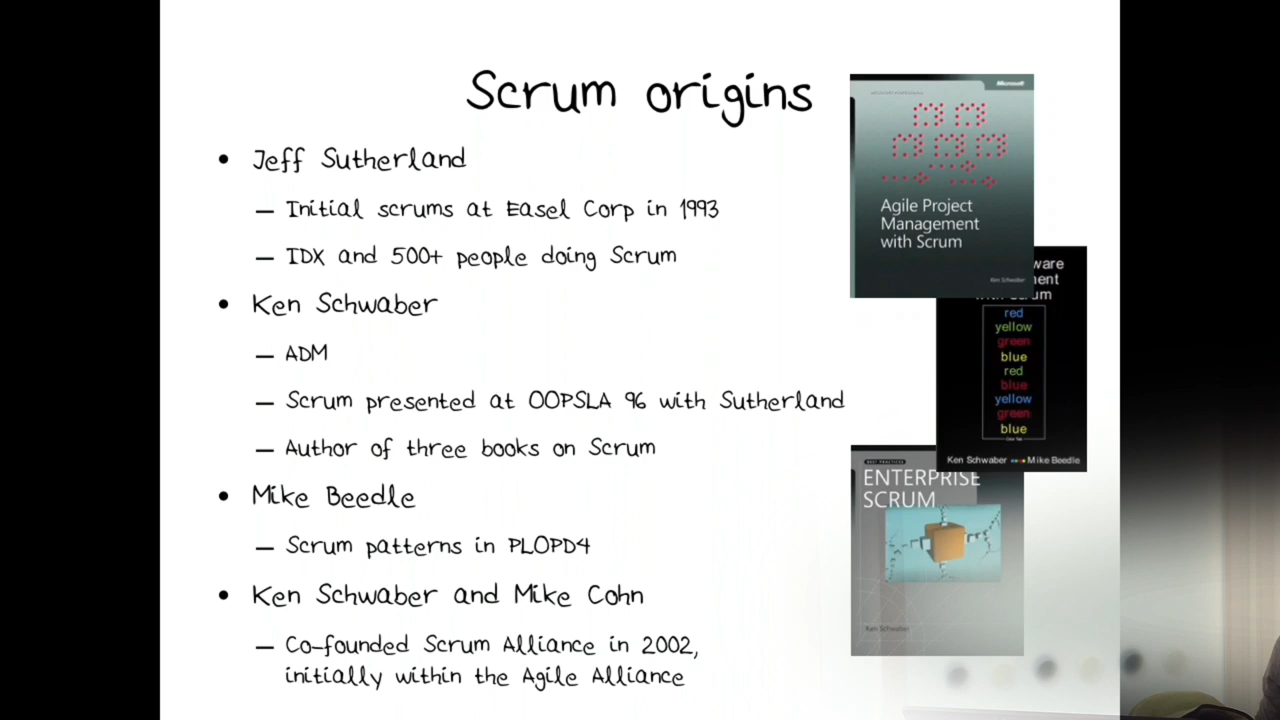 Scrum origins
• Jeff Sutherland
– Initial scrums at Easel Corp in 1993
– IDX and 500+ people doing Scrum
• Ken Schwaber
– ADM
– Scrum presented at OOPSLA 96 with Sutherland
– Author of three books on Scrum
• Mike Beedle
– Scrum patterns in PLOPD4
• Ken Schwaber and Mike Cohn
– Co-founded Scrum Alliance in 2002,
initially within the Agile Alliance
Microsoft
Agile Project
Management
with Scrum
Ken Schwaber
red
yellow
green
blue
red
blue
yellow
green
blue
Ken Schwaber Mike Beedle
BEST PRACTICES
ENTERPRISE
SCRUM
Ken Schwaber